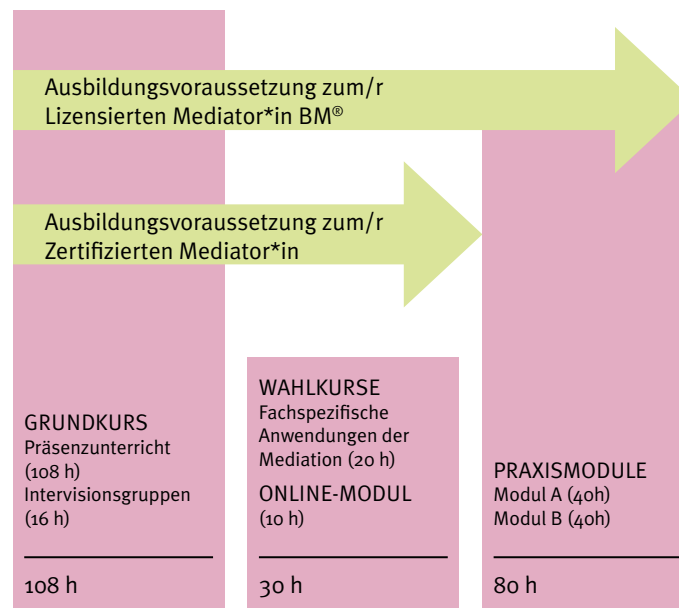 Ausbildungsvoraussetzung zum/r
Lizensierten Mediator*in BM®
Ausbildungsvoraussetzung zum/r
Zertifizierten Mediator*in
GRUNDKURS
Präsenzunterricht
(108 h)
Intervisionsgruppen
(16 h)
108 h
WAHLKURSE
Fachspezifische
Anwendungen der
Mediation (20 h)
ONLINE-MODUL
(10 h)
30 h
PRAXISMODULE
Modul A (40h)
Modul B (40h)
80 h